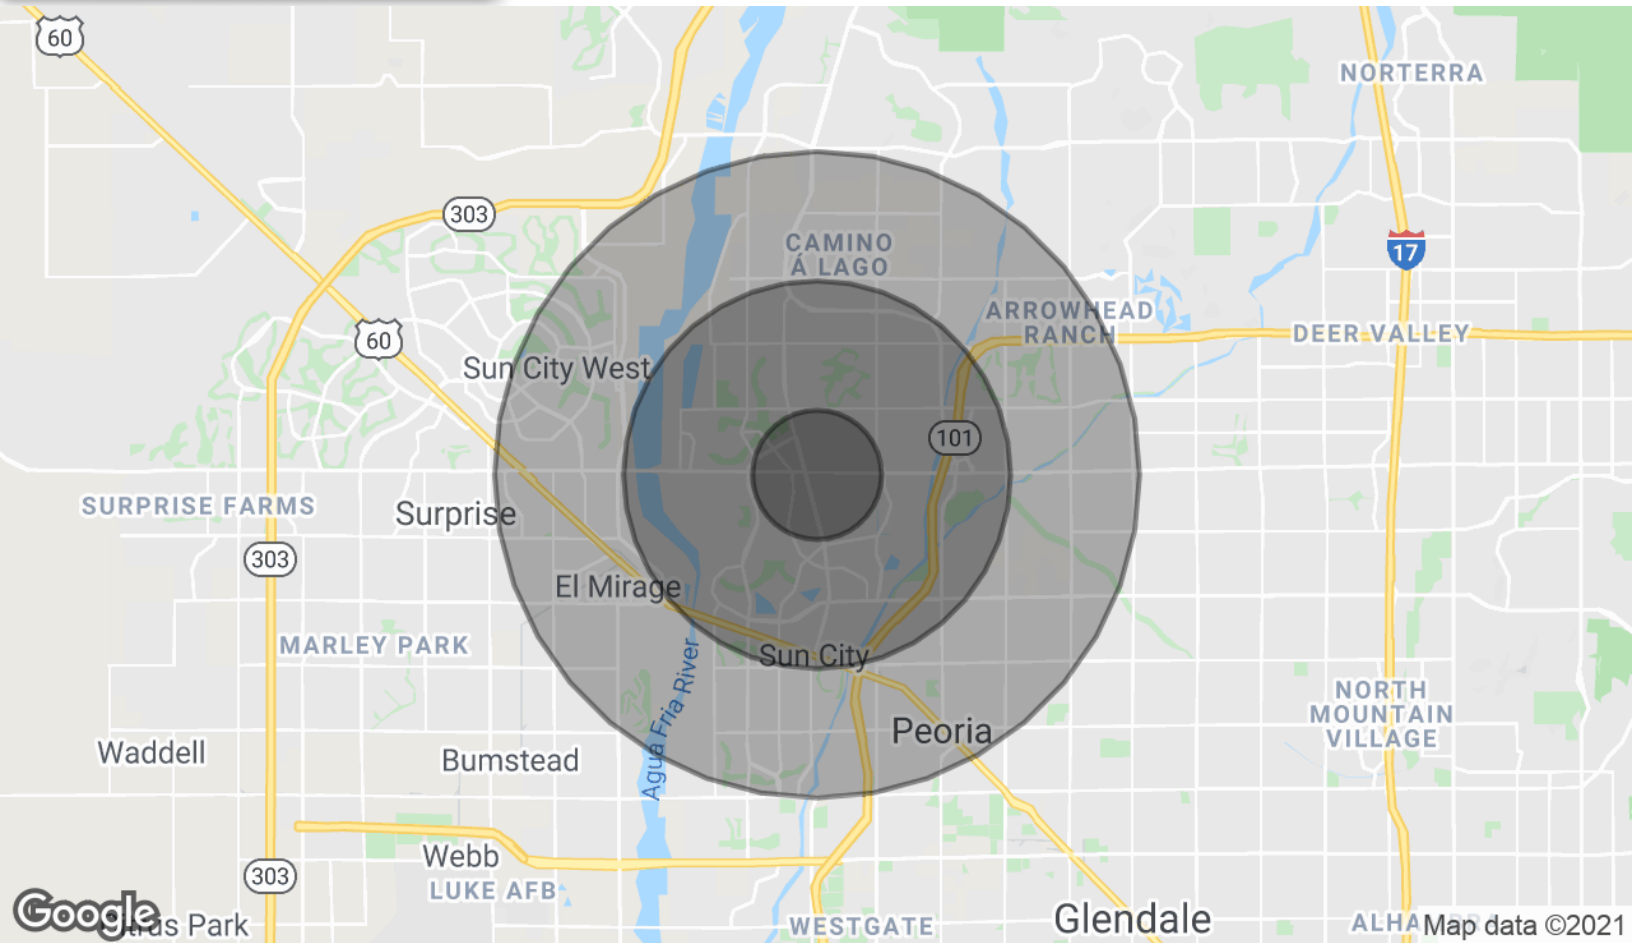 60
NORTERRA
303
17
CAMINO
Á LAGO
ARROWHEAD
RANCH
DEER VALLEY
60
Sun City West
101
SURPRISE FARMS
Surprise
303
El Mirage
MARLEY PARK
Sun City
Agua Fria River
NORTH
MOUNTAIN
VILLAGE
Peoria
Waddell
Bumstead
Webb
303
LUKE AFB
Google
Citrus Park
WESTGATE
Glendale
Map data ©2021